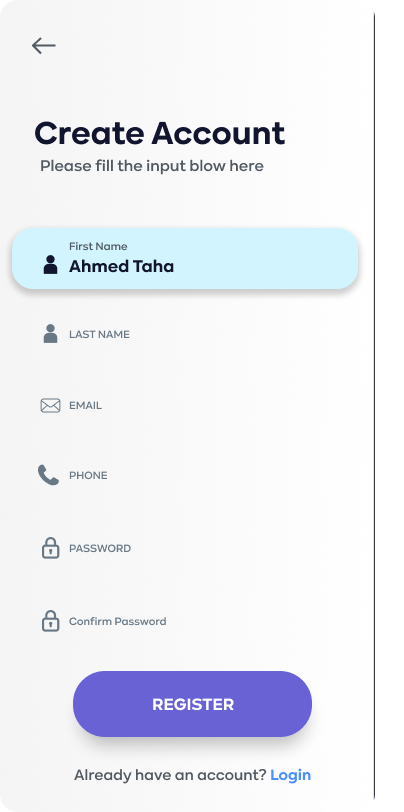 Create Account
Please fill the input blow here
First Name
Ahmed Taha
LAST NAME
EMAIL
PHONE
PASSWORD
Confirm Password
REGISTER
Already have an account? Login